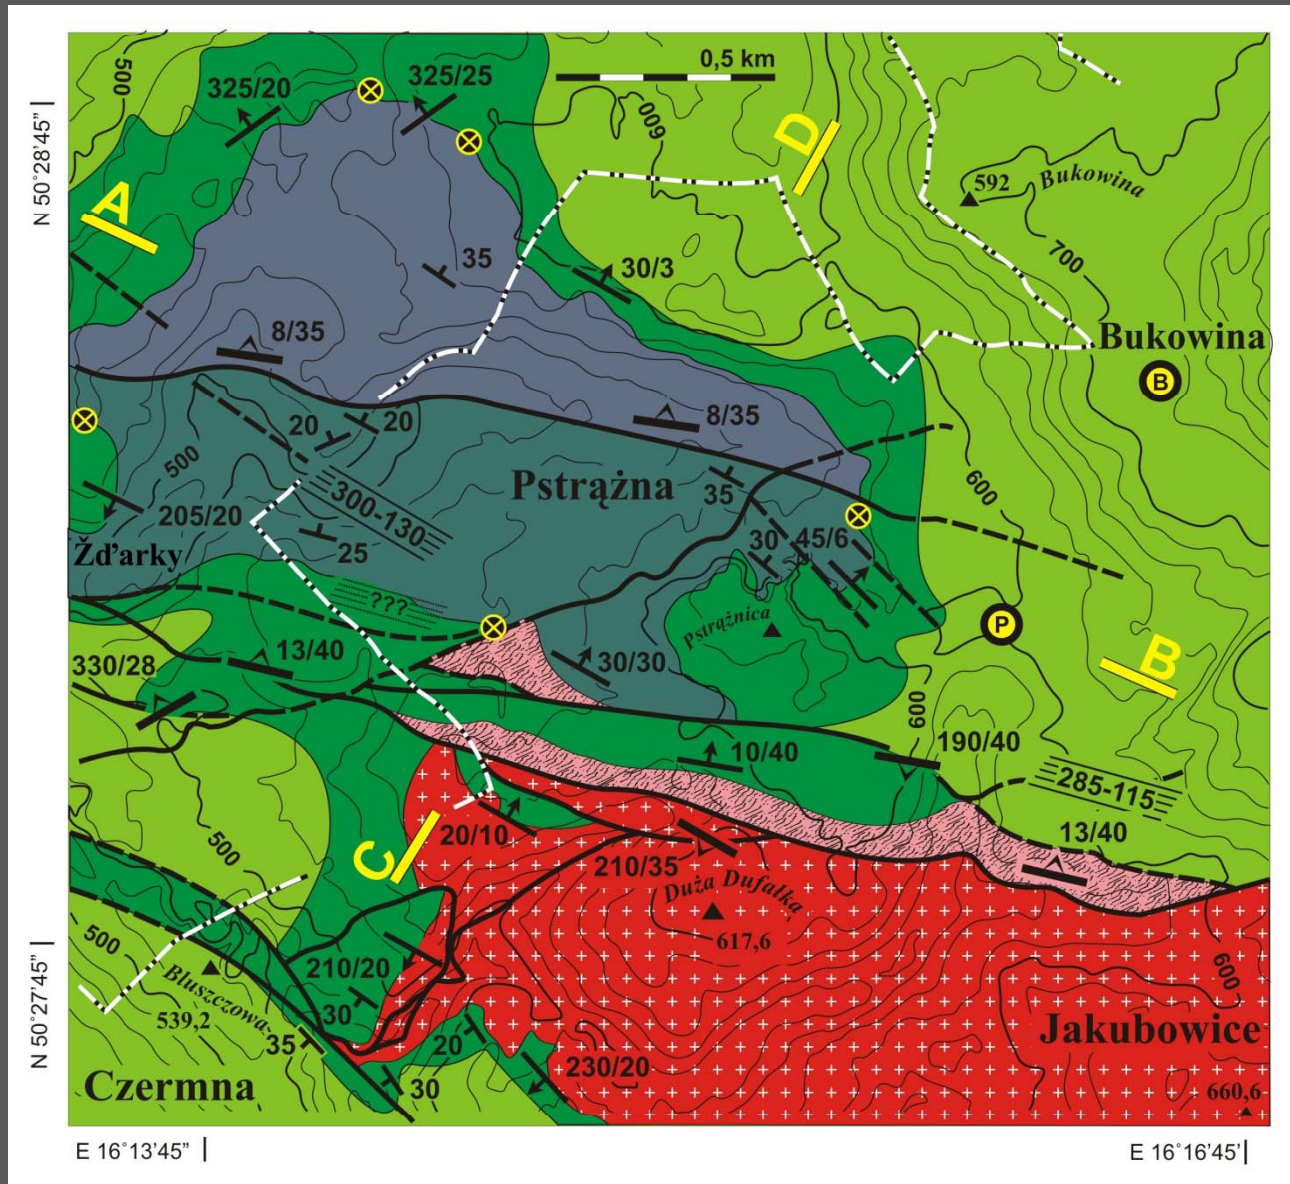 0,5 km
500
325/20
325/25
600
D
592
Bukowina
N 50°28'45"
A
700
35
30/3
8/35
Bukowina
B
8/35
20
20
500
Pstrążna
35
600
300-130
205/20
25
30
45/6
Žd'arky
???
Pstrążnica
P
13/40
330/28
30/30
B
600
190/40
10/40
285-115
13/40
20/10
500
C
210/35
Duża Dufałka
617,6
500
210/20
600
N 50°27'45"
Bluszczowa
539,2
30
35
20
Jakubowice
230/20
Czermna
30
660,6
E 16°13'45"
E 16°16'45'